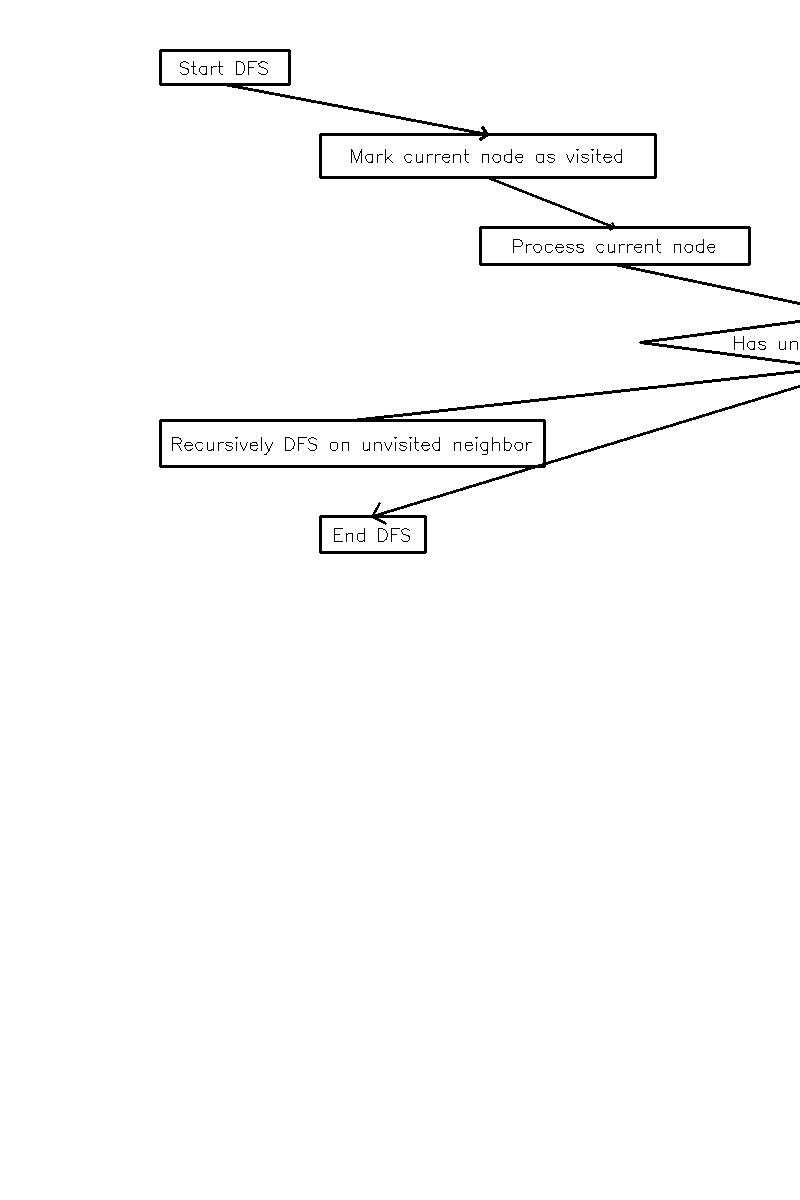 Start DFS
Mark current node as visited
Process current node
Has un
Recursively DFS on unvisited neighbor
End DFS